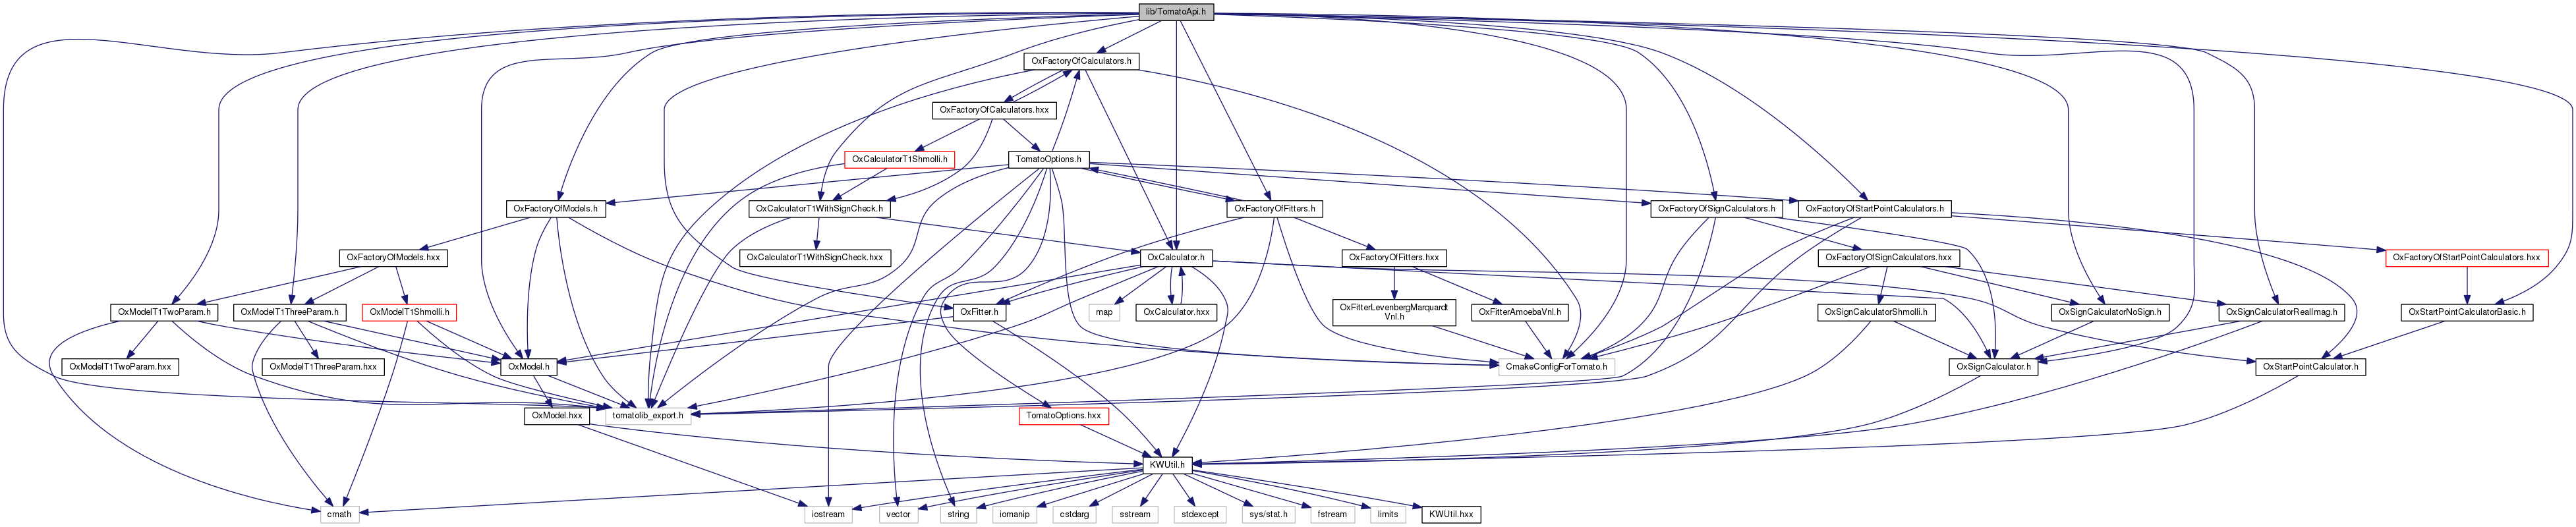 lib/TomatoApi.h
OxFactoryOfCalculators.h
OxFactoryOfCalculators.hxx
OxCalculatorT1Shmolli.h
TomatoOptions.h
OxFactoryOfModels.h
OxCalculatorT1WithSignCheck.h
OxFactoryOfFitters.h
OxFactoryOfSignCalculators.h
OxFactoryOfStartPointCalculators.h
OxFactoryOfModels.hxx
OxCalculatorT1WithSignCheck.hxx
OxCalculator.h
OxFactoryOfFitters.hxx
OxFactoryOfSignCalculators.hxx
OxFactoryOfStartPointCalculators.hxx
OxModelT1TwoParam.h
OxModelT1ThreeParam.h
OxModelT1Shmolli.h
OxFitter.h
map
OxCalculator.hxx
OxFitterLevenbergMarquardt
Vnl.h
OxFitterAmoebaVnl.h
OxSignCalculatorShmolli.h
OxSignCalculatorNoSign.h
OxSignCalculatorRealImag.h
OxStartPointCalculatorBasic.h
OxModelT1TwoParam.hxx
OxModelT1ThreeParam.hxx
OxModel.h
CmakeConfigForTomato.h
OxSignCalculator.h
OxStartPointCalculator.h
OxModel.hxx
tomatolib_export.h
TomatoOptions.hxx
KWUtil.h
cmath
iostream
vector
string
iomanip
cstdarg
sstream
stdexcept
sys/stat.h
fstream
limits
KWUtil.hxx